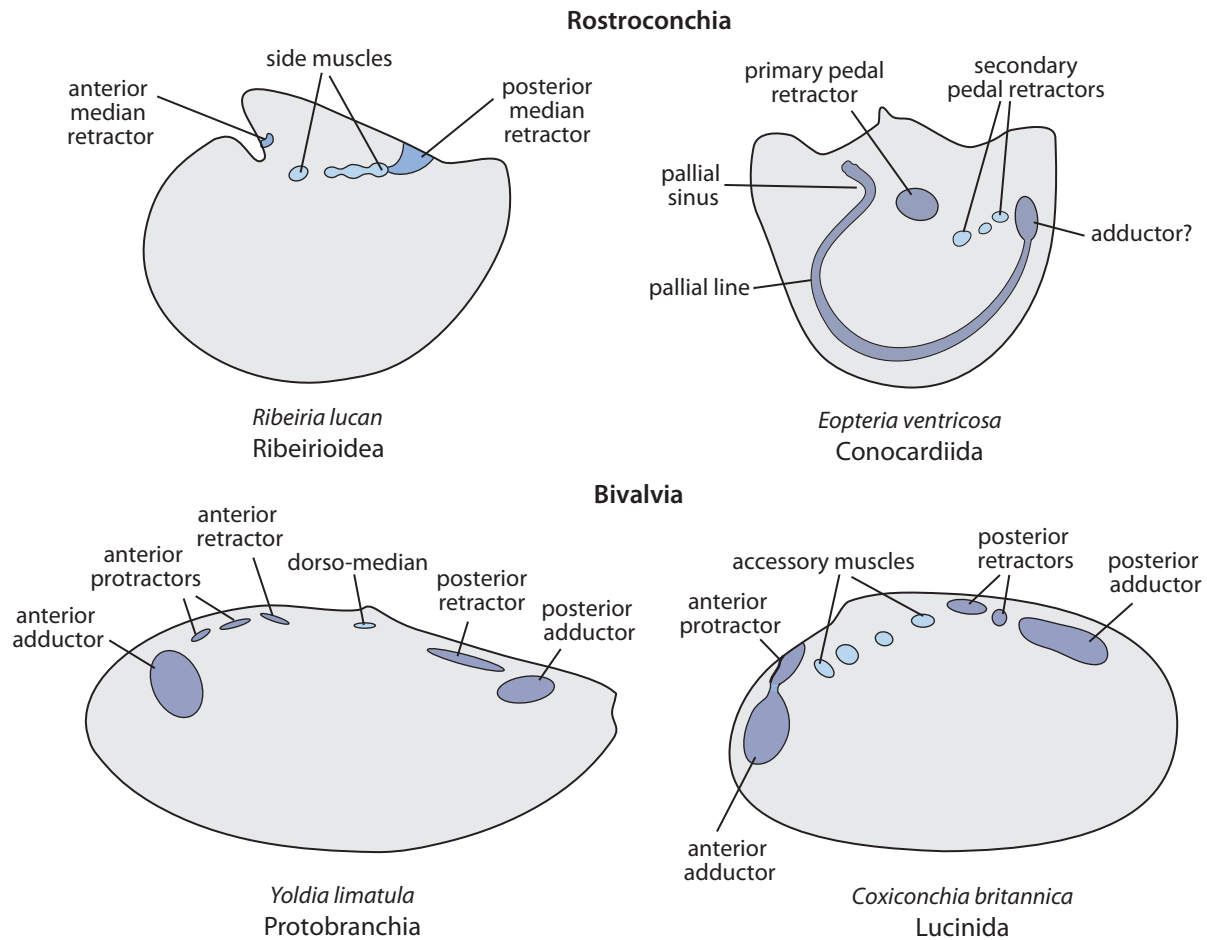 Rostroconchia
side muscles
anterior
median
retractor
posterior
median
retractor
primary pedal
retractor
secondary
pedal retractors
pallial
sinus
adductor?
pallial line
Ribeiria lucan
Ribeirioidea
Eopteria ventricosa
Conocardiida
Bivalvia
anterior
retractor
anterior
protractors
dorso-median
anterior
adductor
posterior
retractor
posterior
adductor
accessory muscles
posterior
retractors
posterior
adductor
anterior
protractor
anterior
adductor
Yoldia limatula
Protobranchia
Coxiconchia britannica
Lucinida